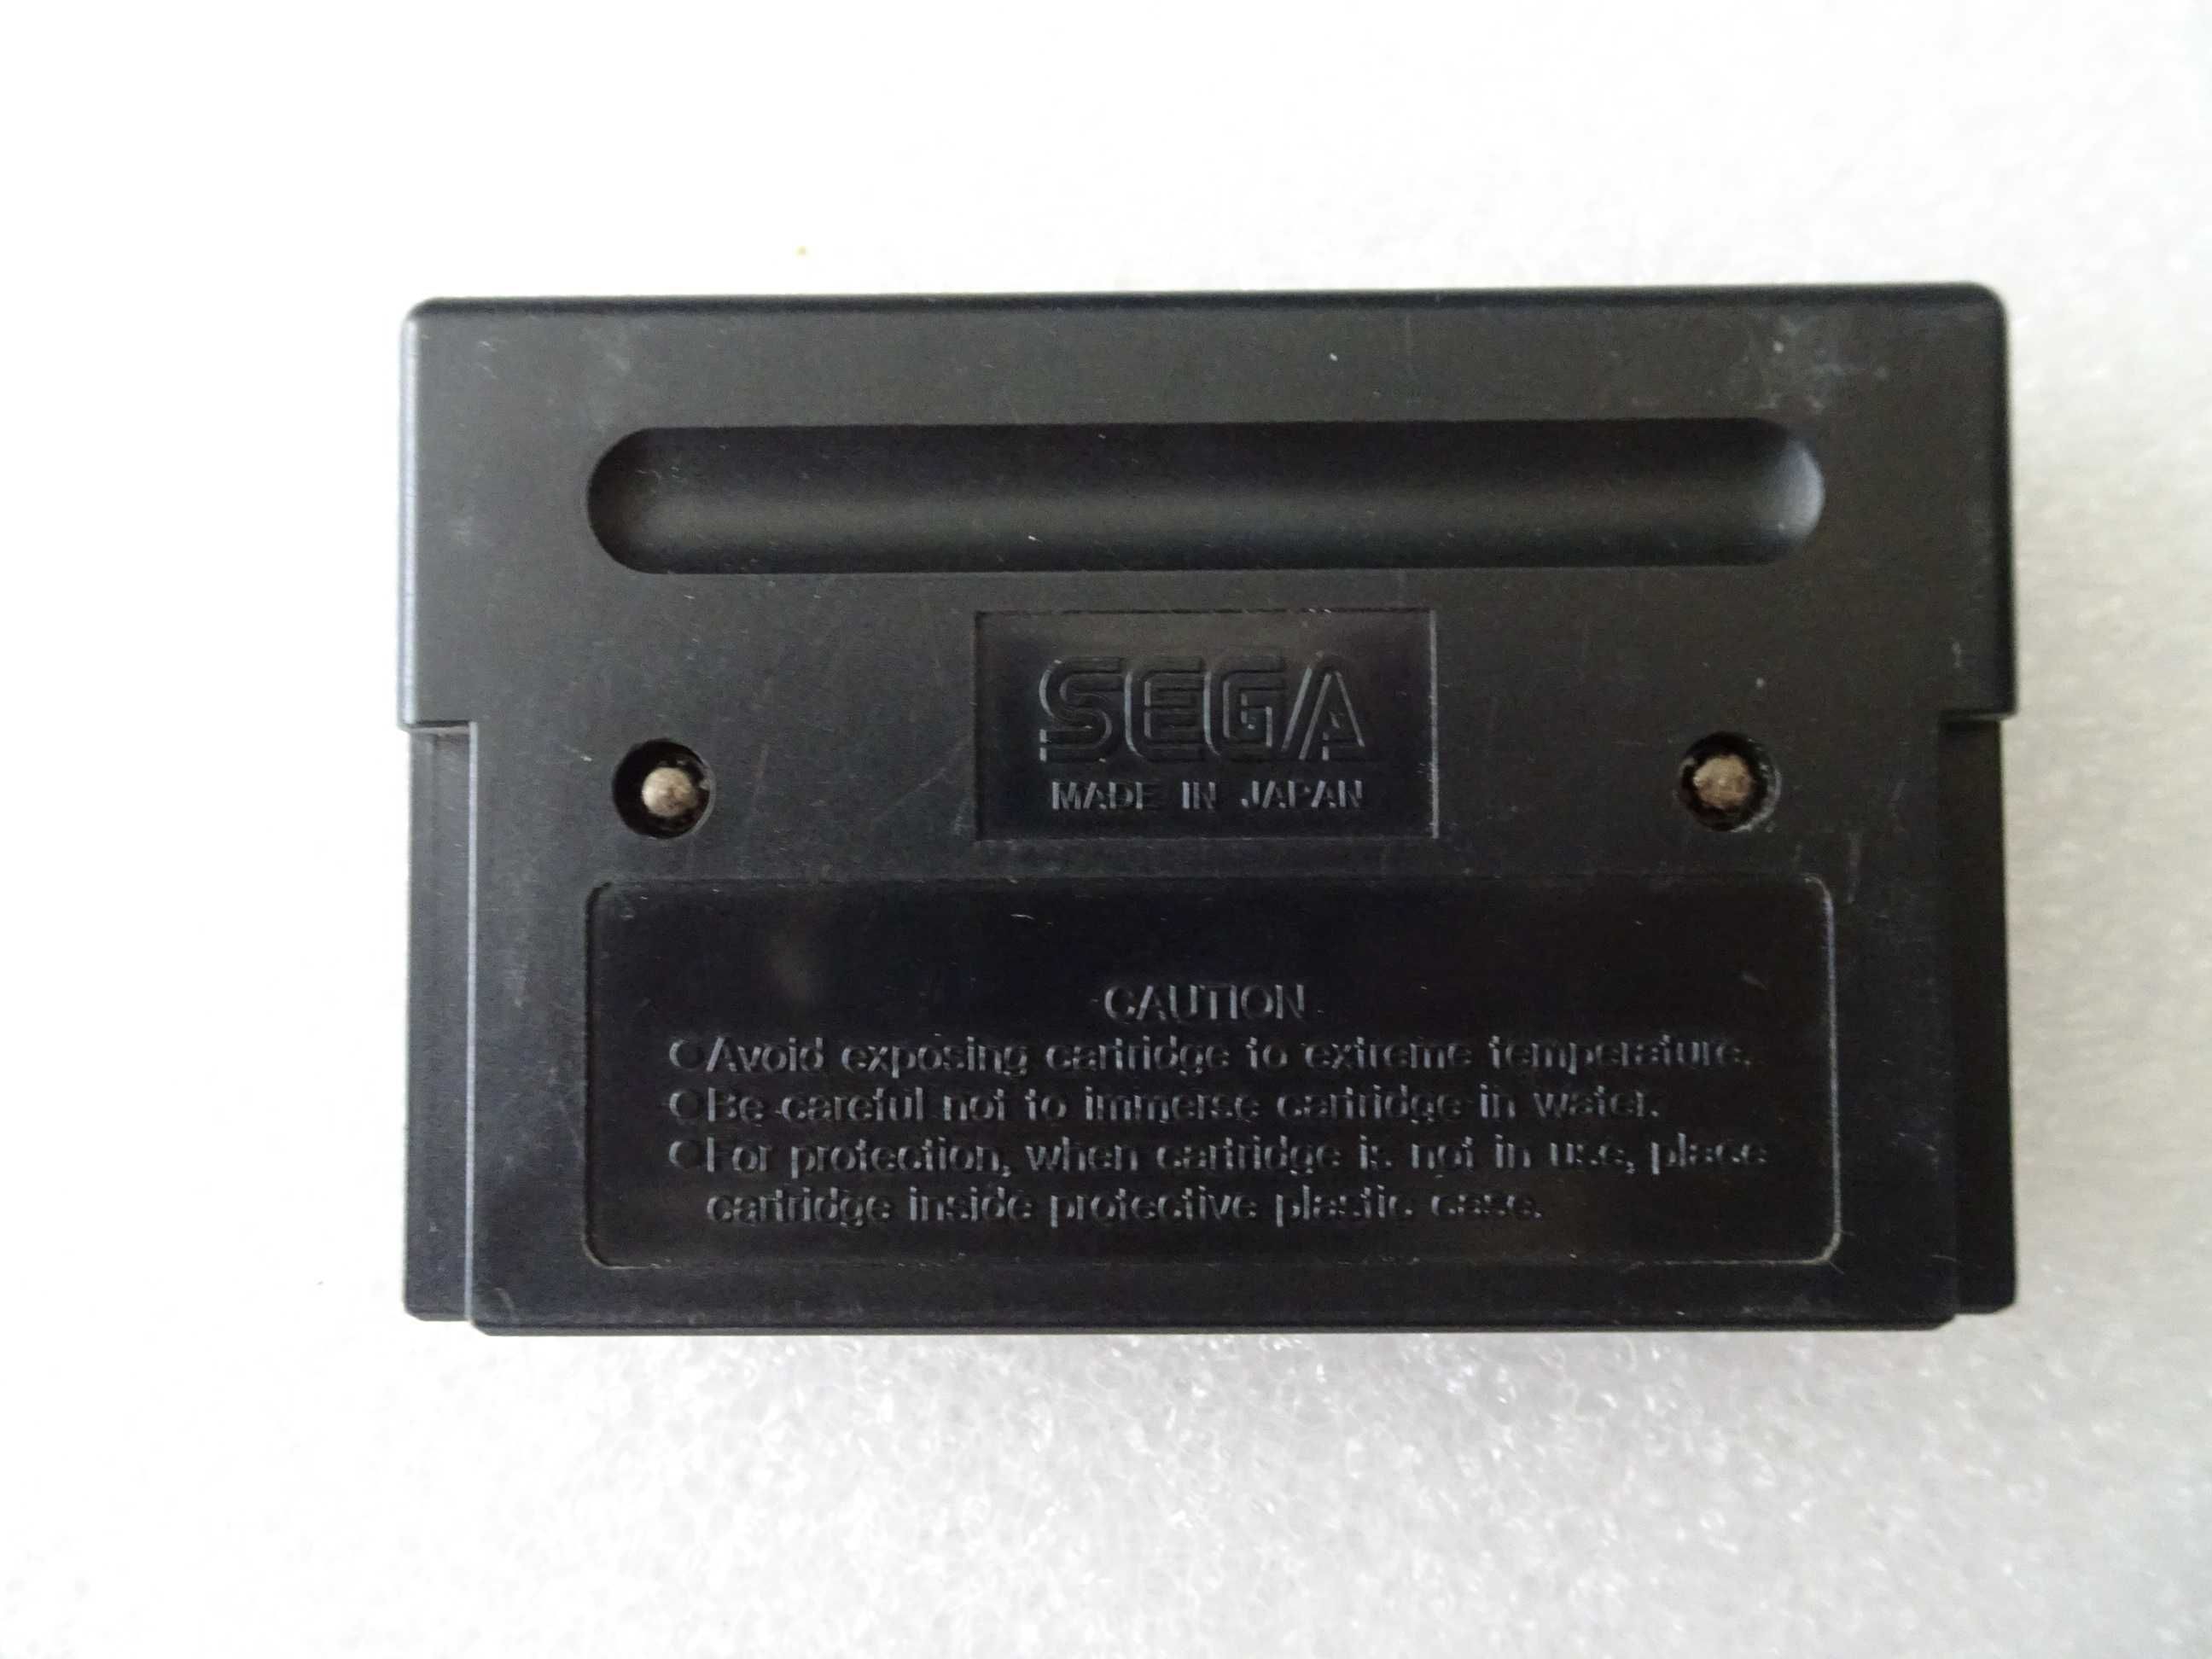 SEGA
MADE IN JAPAN
CAUTION
●Avoid exposing cartridge to extreme temperature.
●Be careful not to immerse cartridge in water.
●For protection, when cartridge is not in use, place
cartridge inside protective plastic case.